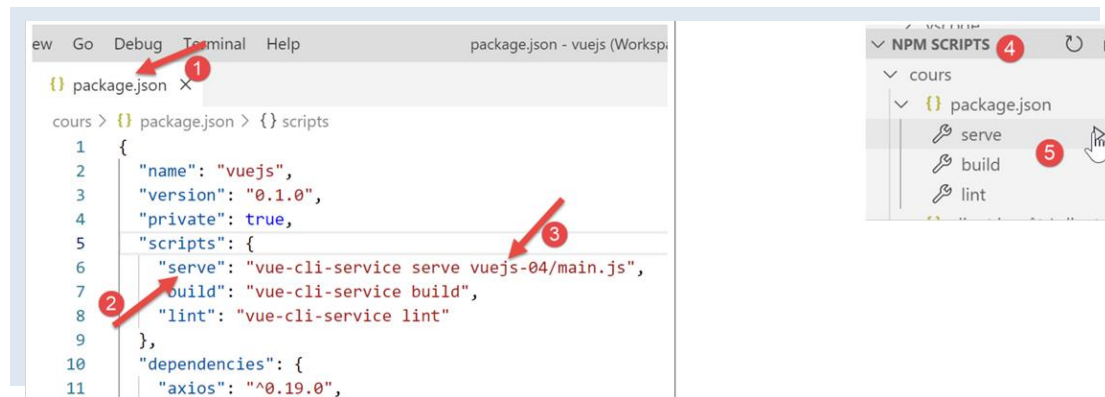 ew Go Debug Terminal Help package.json - vuejs (Worksp
1
{} package.json ×
cours > {} package.json > {} scripts
1 {
2 "name": "vuejs",
3 "version": "0.1.0",
4 "private": true,
5 "scripts": {
3
6 "serve": "vue-cli-service serve vuejs-04/main.js",
7 "build": "vue-cli-service build",
2
8 "lint": "vue-cli-service lint"
9 },
10 "dependencies": {
11 "axios": "^0.19.0",
NPM SCRIPTS 4
cours
{} package.json
serve
5
build
lint